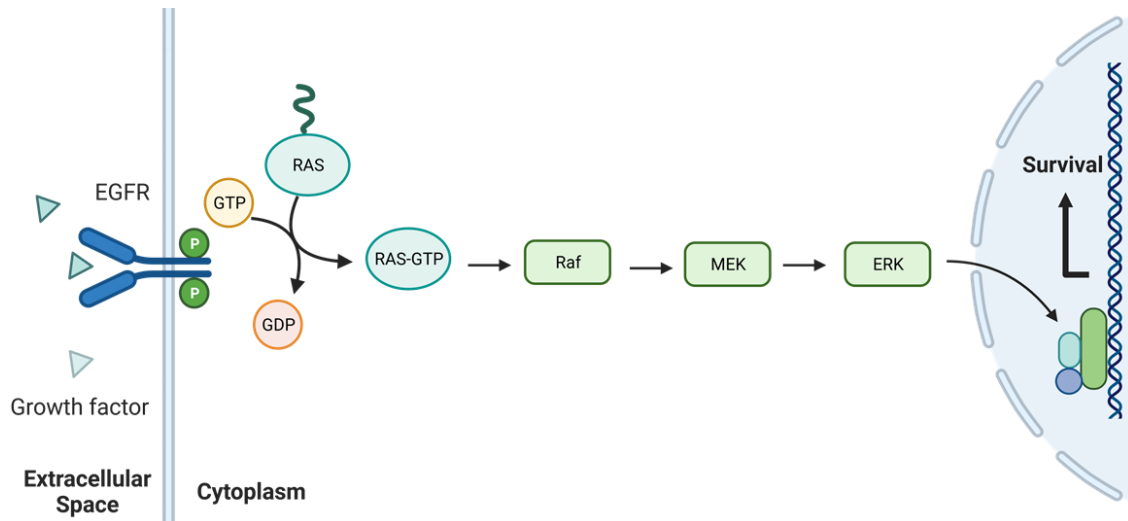 EGFR
P
P
GTP
RAS
GDP
RAS-GTP
Raf
MEK
ERK
Survival
Growth factor
Extracellular
Space
Cytoplasm